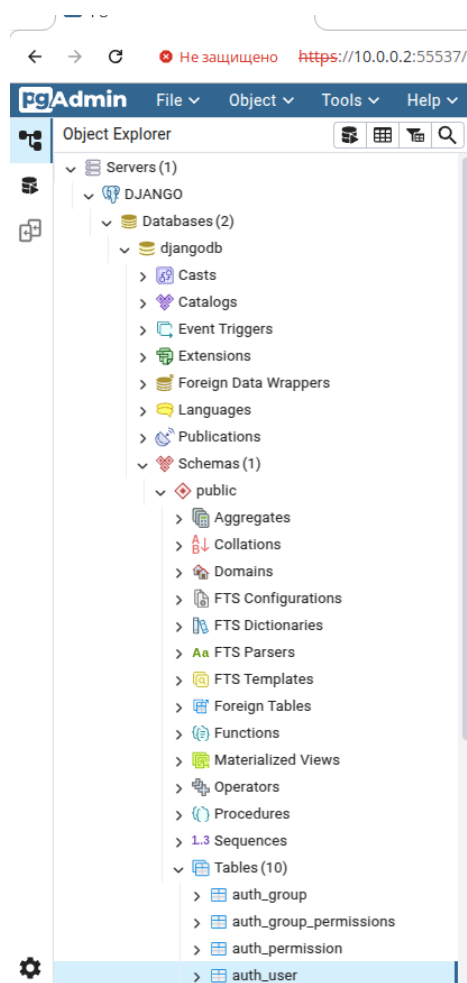 Не защищено https://10.0.0.2:55537/
pgAdmin File Object Tools Help
Object Explorer
Servers (1)
DJANGO
Databases (2)
djangodb
Casts
Catalogs
Event Triggers
Extensions
Foreign Data Wrappers
Languages
Publications
Schemas (1)
public
Aggregates
Collations
Domains
FTS Configurations
FTS Dictionaries
Aa FTS Parsers
FTS Templates
Foreign Tables
Functions
Materialized Views
Operators
Procedures
1..3 Sequences
Tables (10)
auth_group
auth_group_permissions
auth_permission
auth_user